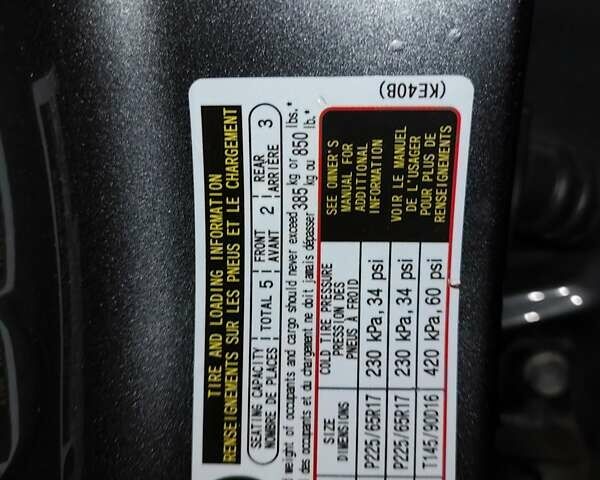 TIRE AND LOADING INFORMATION
RENSEIGNEMENTS SUR LES PNEUS ET LE CHARGEMENT
SEATING CAPACITY TOTAL 5 FRONT 2 REAR 3
NOMBRE DE PLACES AVANT ARRIÈRE
weight of occupants and cargo should never exceed 385 kg or 850 lbs.*
des occupants et du chargement ne doit jamais dépasser kg ou lb.*
SIZE COLD TIRE PRESSURE SEE OWNER'S
DIMENSIONS PRESSION DES MANUAL FOR
PNEUS À FROID ADDITIONAL
INFORMATION
P225/65R17 230 kPa, 34 psi
P225/65R17 230 kPa, 34 psi VOIR LE MANUEL
DE L'USAGER
T145/90D16 420 kPa, 60 psi POUR PLUS DE
RENSEIGNEMENTS
(KE40B)